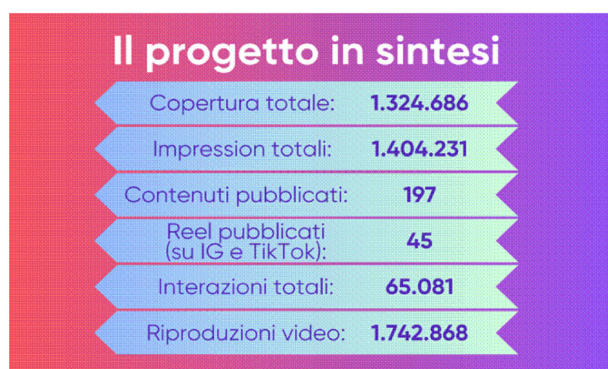 Il progetto in sintesi
Copertura totale: 1.324.686
Impression totali: 1.404.231
Contenuti pubblicati: 197
Reel pubblicati
(su IG e TikTok): 45
Interazioni totali: 65.081
Riproduzioni video: 1.742.868